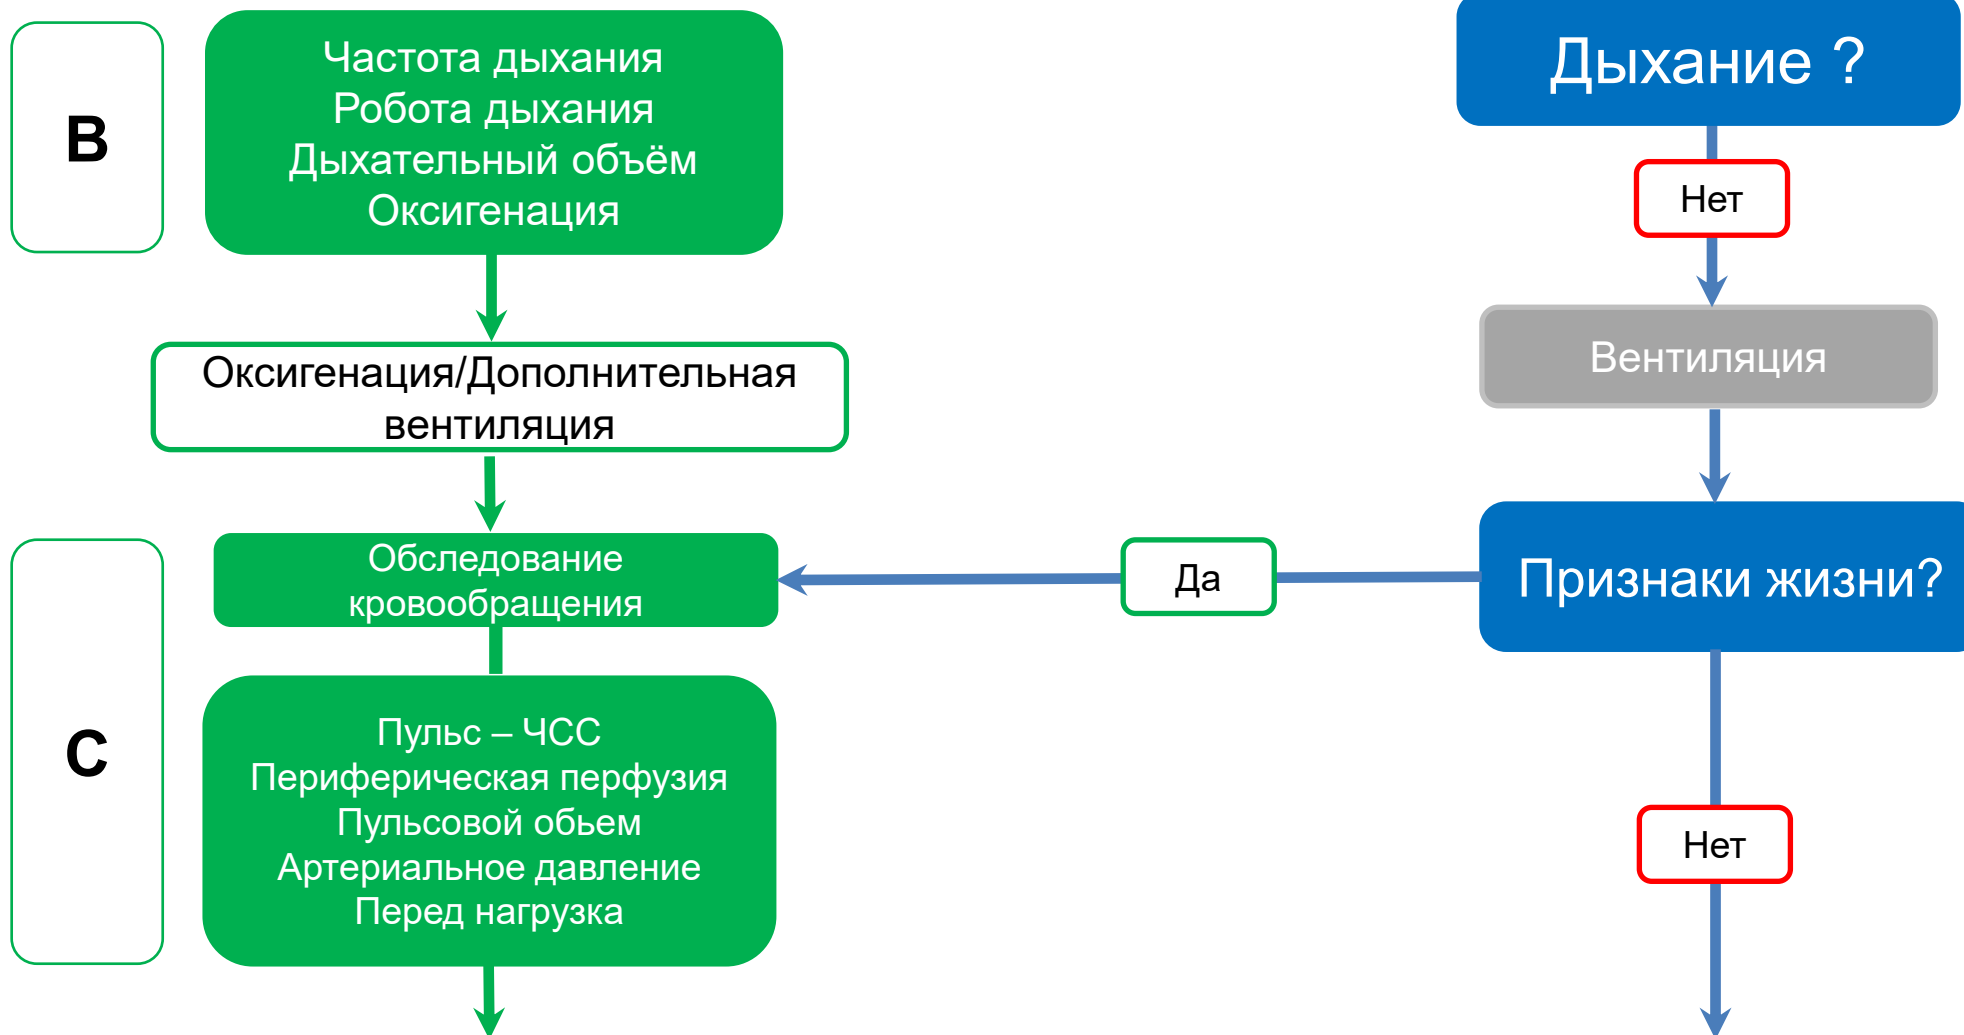 B
Частота дыхания
Робота дыхания
Дыхательный объём
Оксигенация
Дыхание ?
Нет
Оксигенация/Дополнительная
вентиляция
Вентиляция
C
Обследование
кровообращения
Да
Признаки жизни?
Пульс – ЧСС
Периферическая перфузия
Пульсовой обьем
Артериальное давление
Перед нагрузка
Нет